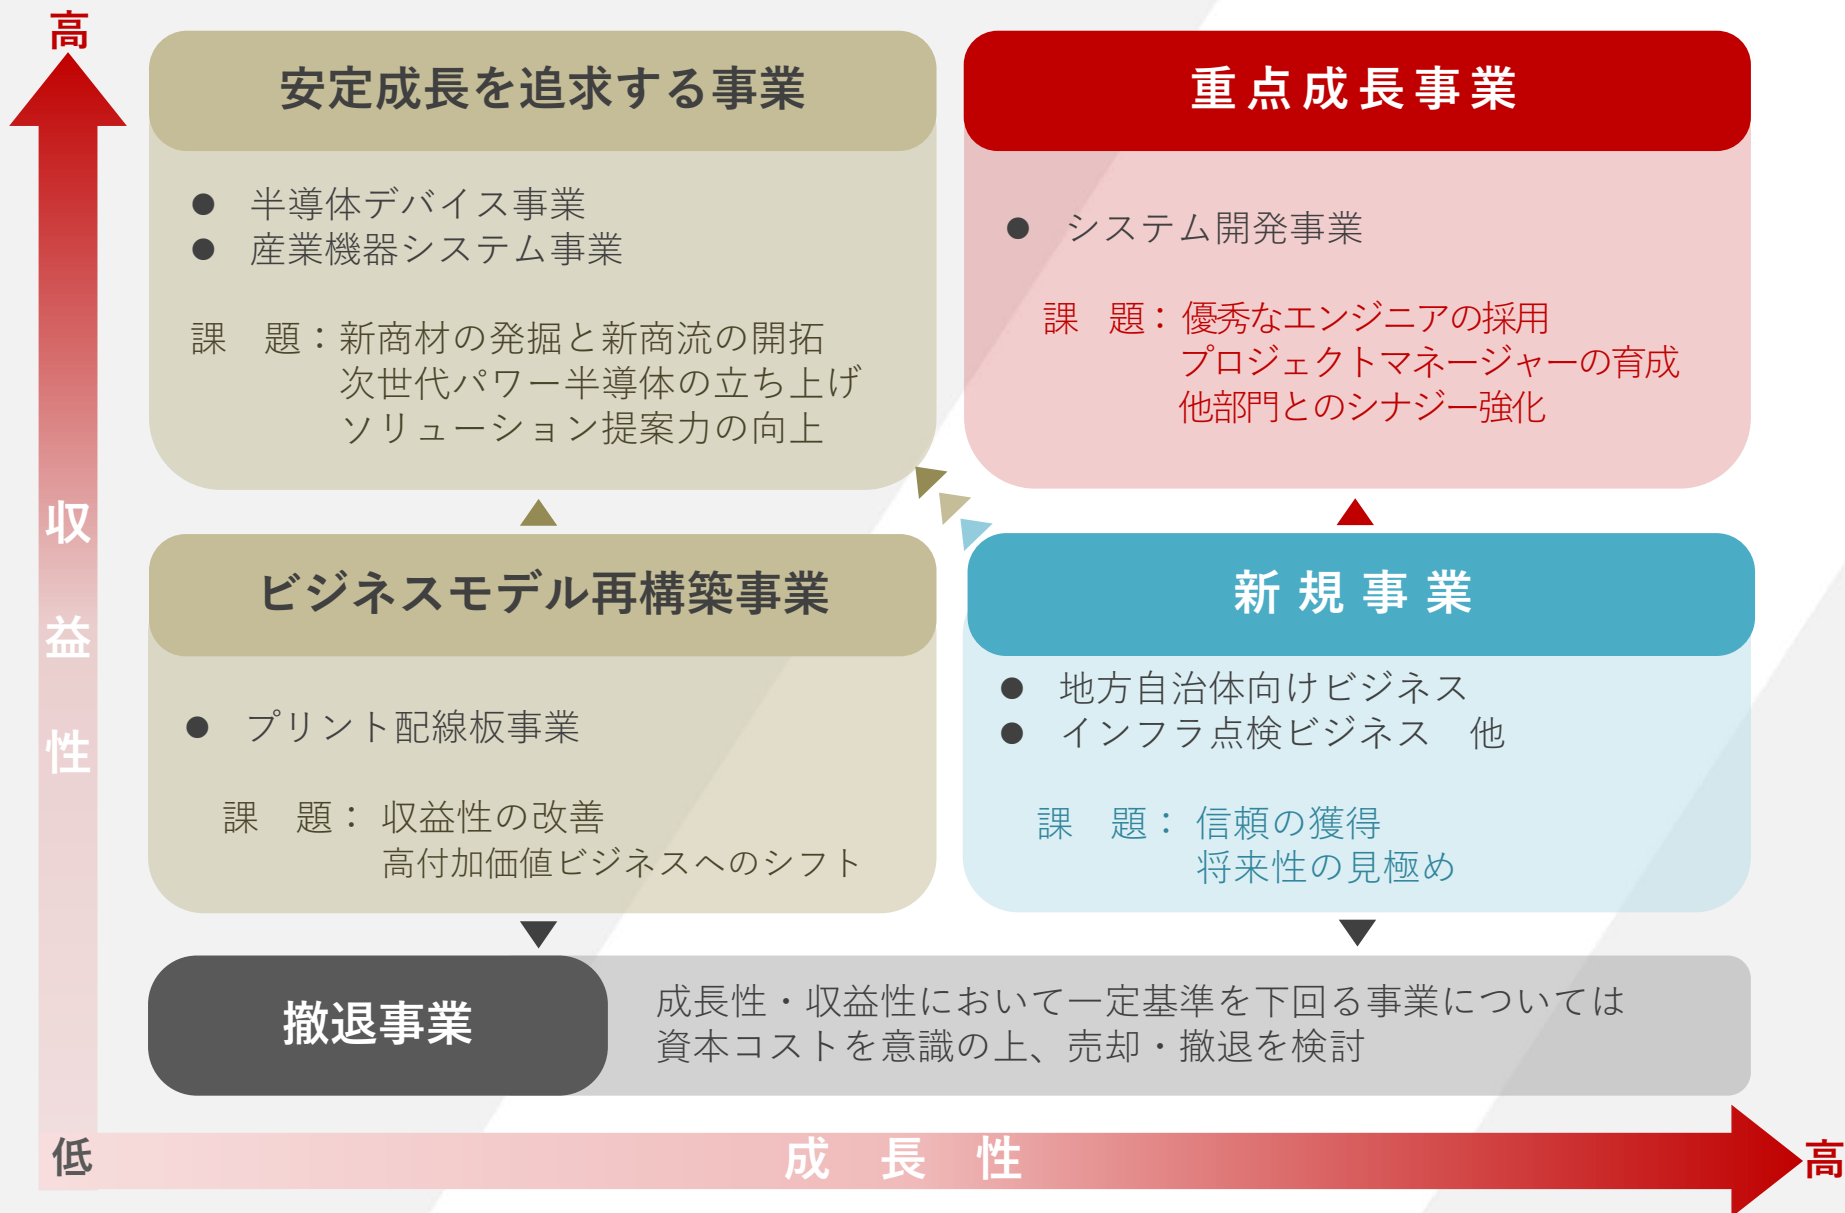 高
安定成長を追求する事業
● 半導体デバイス事業
● 産業機器システム事業
課　題：新商材の発掘と新商流の開拓
次世代パワー半導体の立ち上げ
ソリューション提案力の向上
重点成長事業
● システム開発事業
課　題：優秀なエンジニアの採用
プロジェクトマネージャーの育成
他部門とのシナジー強化
収益性
ビジネスモデル再構築事業
● プリント配線板事業
課　題：収益性の改善
高付加価値ビジネスへのシフト
新規事業
● 地方自治体向けビジネス
● インフラ点検ビジネス　他
課　題：信頼の獲得
将来性の見極め
撤退事業
成長性・収益性において一定基準を下回る事業については
資本コストを意識の上、売却・撤退を検討
低
成長性
高